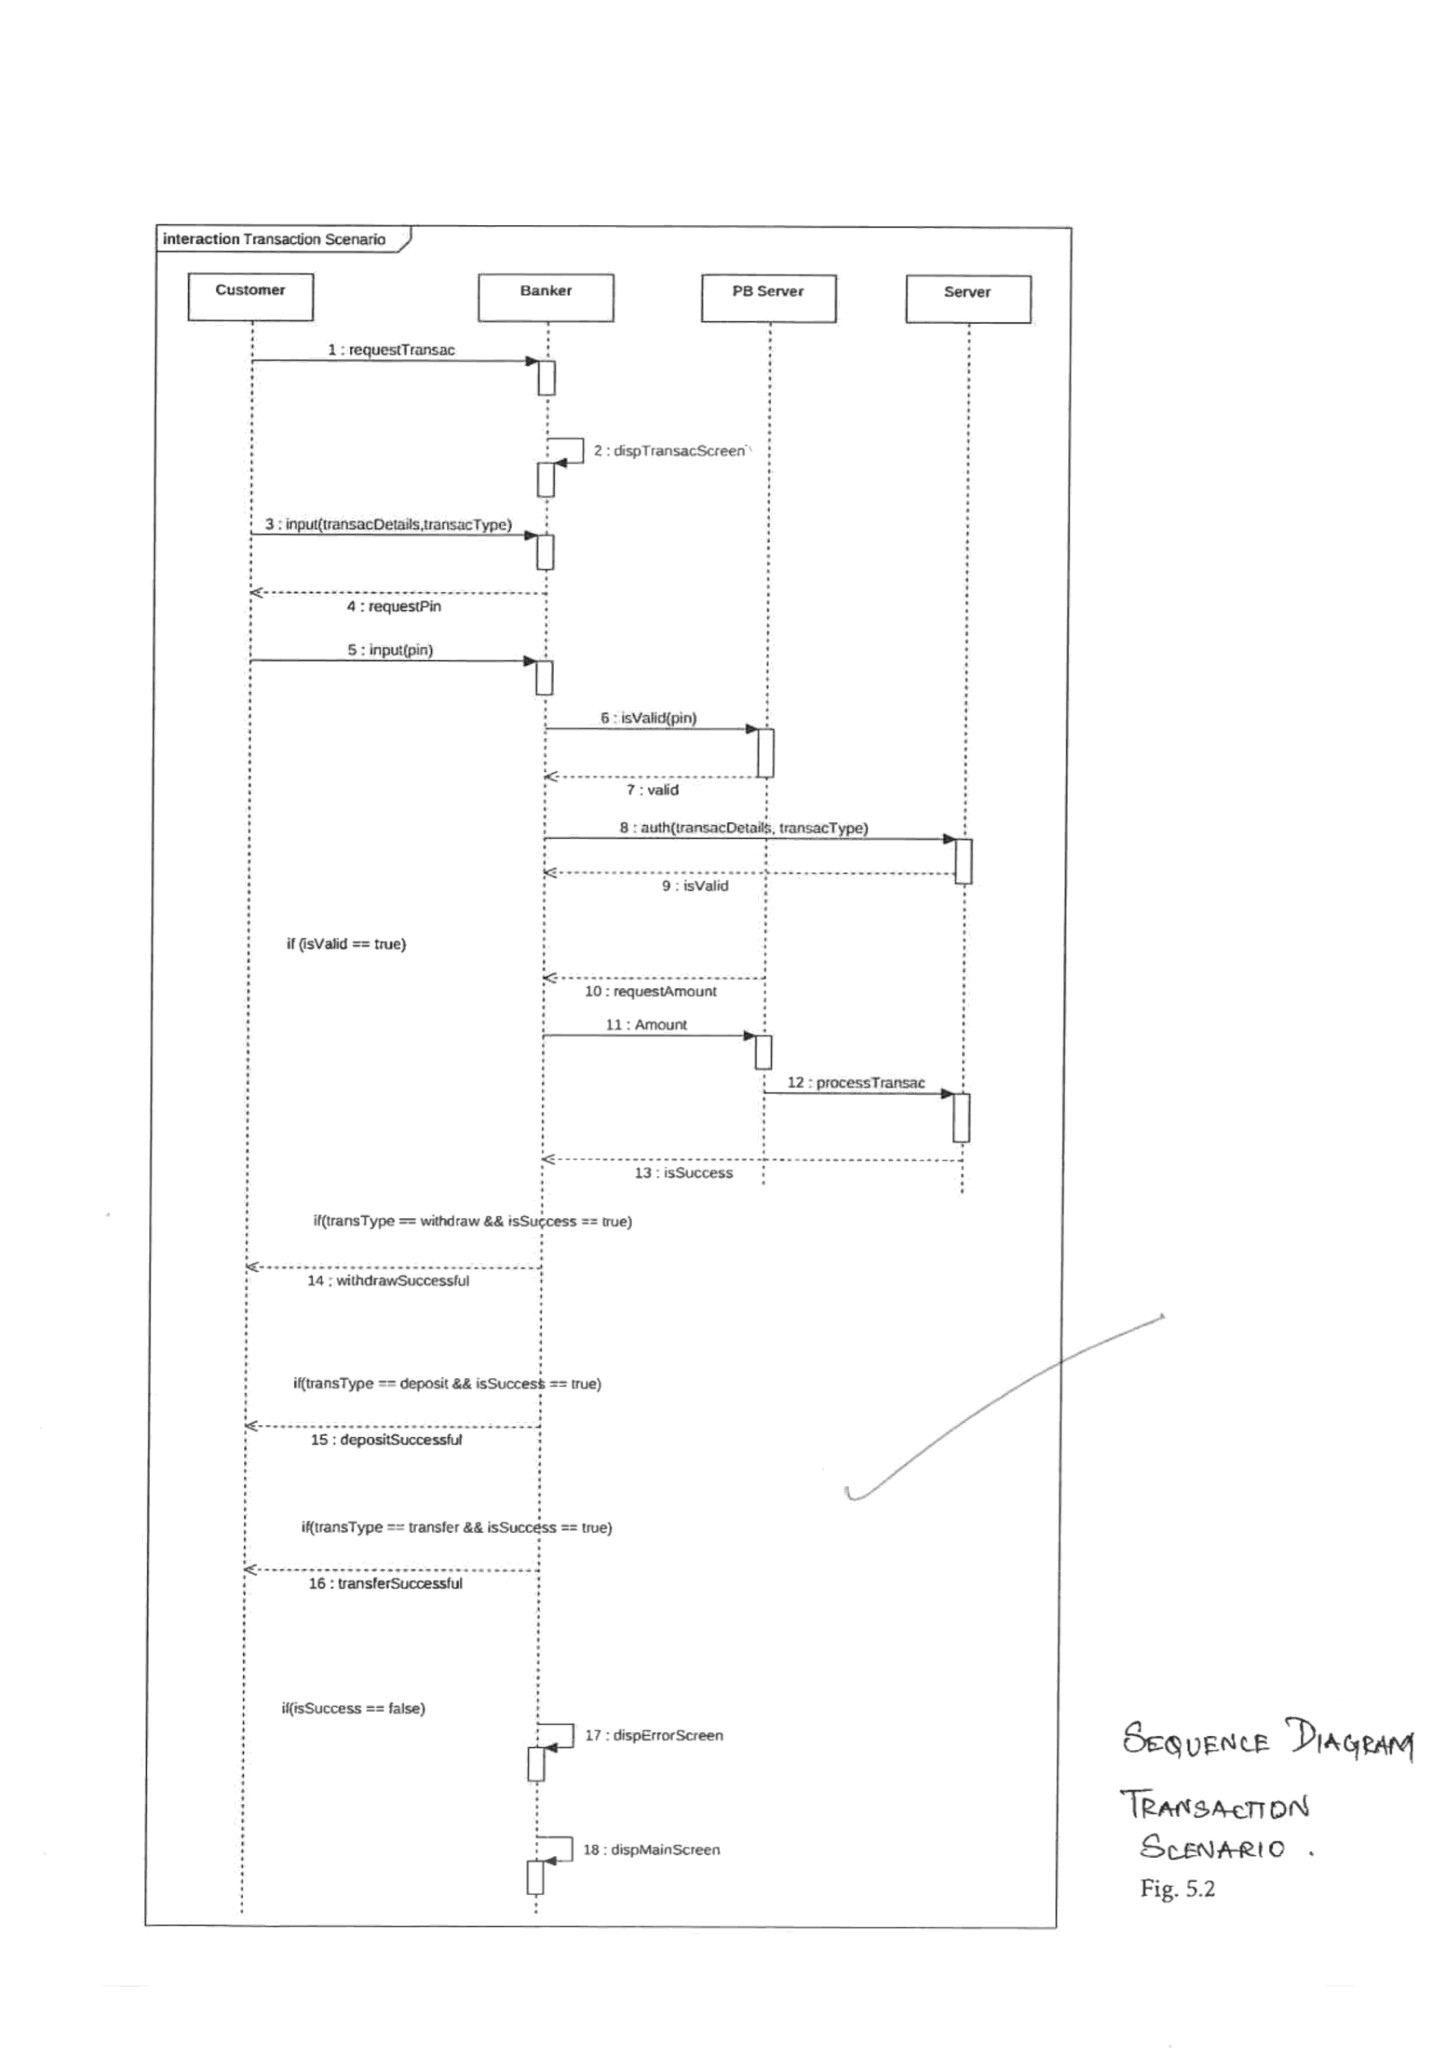 interaction Transaction Scenario
Customer
Banker
PB Server
Server
1 : requestTransac
2 : dispTransacScreen
3 : input(transacDetails,transacType)
4 : requestPin
5 : input(pin)
6 : isValid(pin)
7 : valid
8 : auth(transacDetails, transacType)
9 : isValid
if (isValid == true)
10 : requestAmount
11 : Amount
12 : processTransac
13 : isSuccess
if(transType == withdraw && isSuccess == true)
14 : withdrawSuccessful
if(transType == deposit && isSuccess == true)
15 : depositSuccessful
if(transType == transfer && isSuccess == true)
16 : transferSuccessful
if(isSuccess == false)
17 : dispErrorScreen
18 : dispMainScreen
SEQUENCE DIAGRAM
TRANSACTION
SCENARIO .
Fig. 5.2